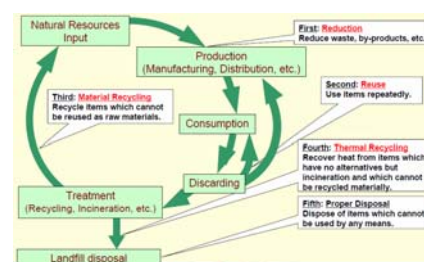 Natural Resources
Input
First: Reduction
Reduce waste, by-products, etc.
Production
(Manufacturing, Distribution, etc.)
Third: Material Recycling
Recycle items which cannot
be reused as raw materials.
Second: Reuse
Use items repeatedly.
Consumption
Fourth: Thermal Recycling
Recover heat from items which
have no alternatives but
incineration and which cannot
be recycled materially.
Discarding
Treatment
(Recycling, Incineration, etc.)
Fifth: Proper Disposal
Dispose of items which cannot
be used by any means.
Landfill disposal